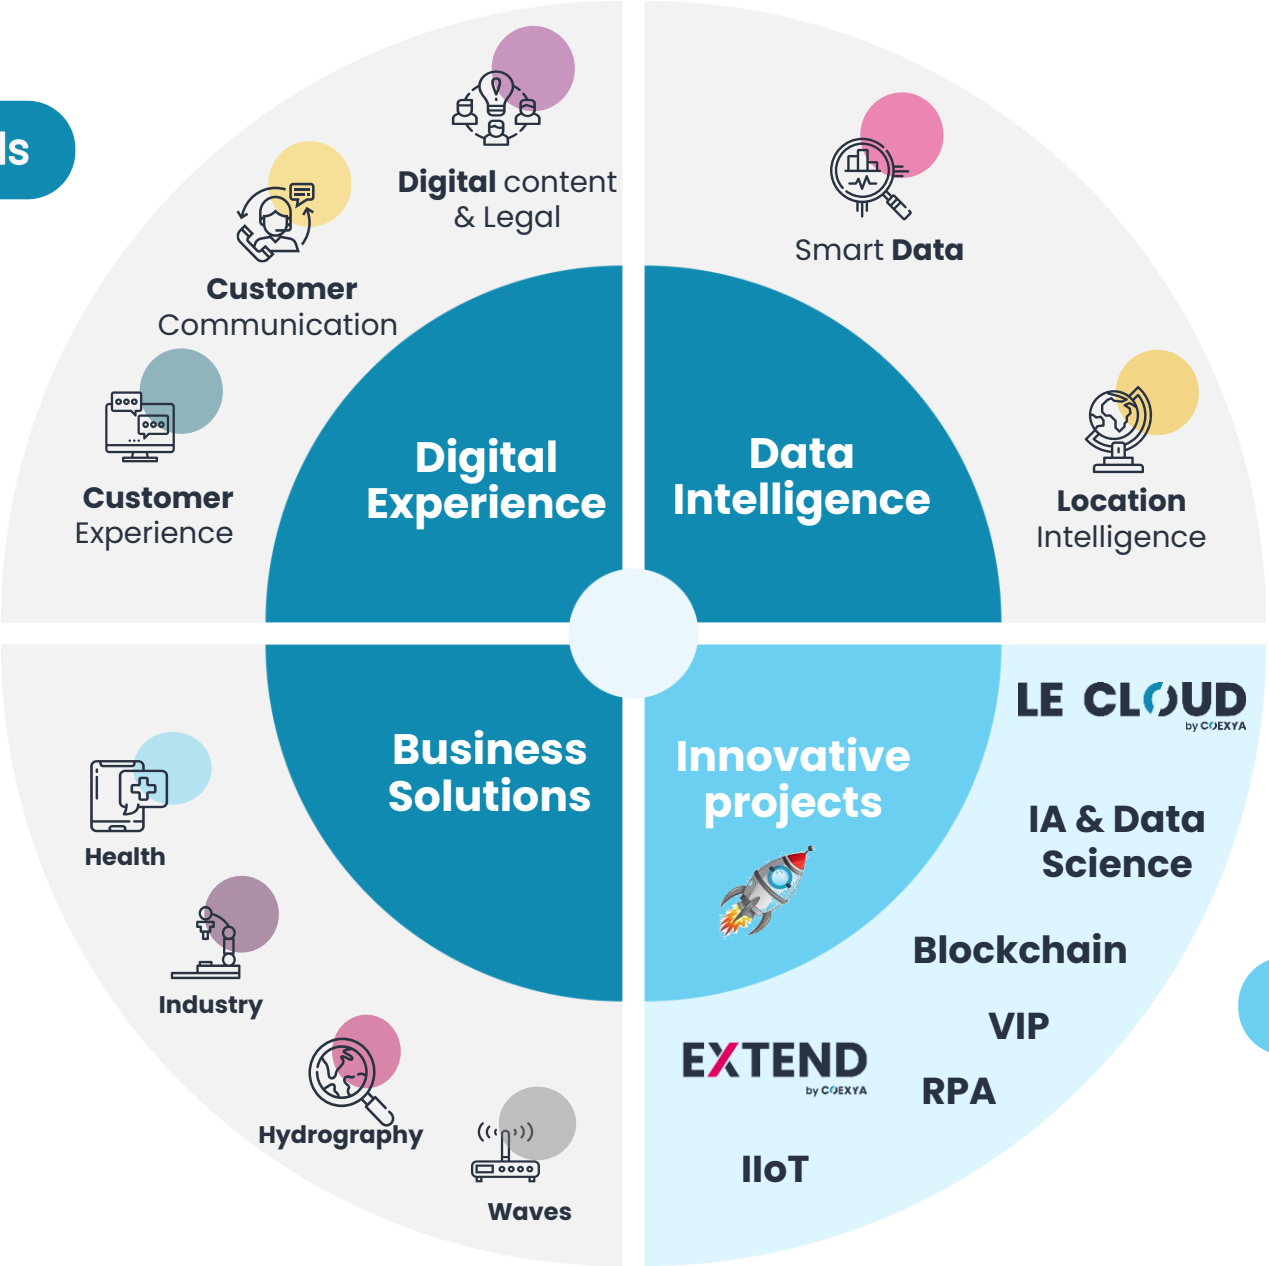 ls
Digital content
& Legal
Customer
Communication
Customer
Experience
Digital
Experience
Smart Data
Location
Intelligence
Data
Intelligence
Business
Solutions
Health
Industry
Hydrography
Waves
Innovative
projects
LE CLOUD
by COEXYA
IA & Data
Science
Blockchain
VIP
EXTEND
by COEXYA
RPA
IIoT